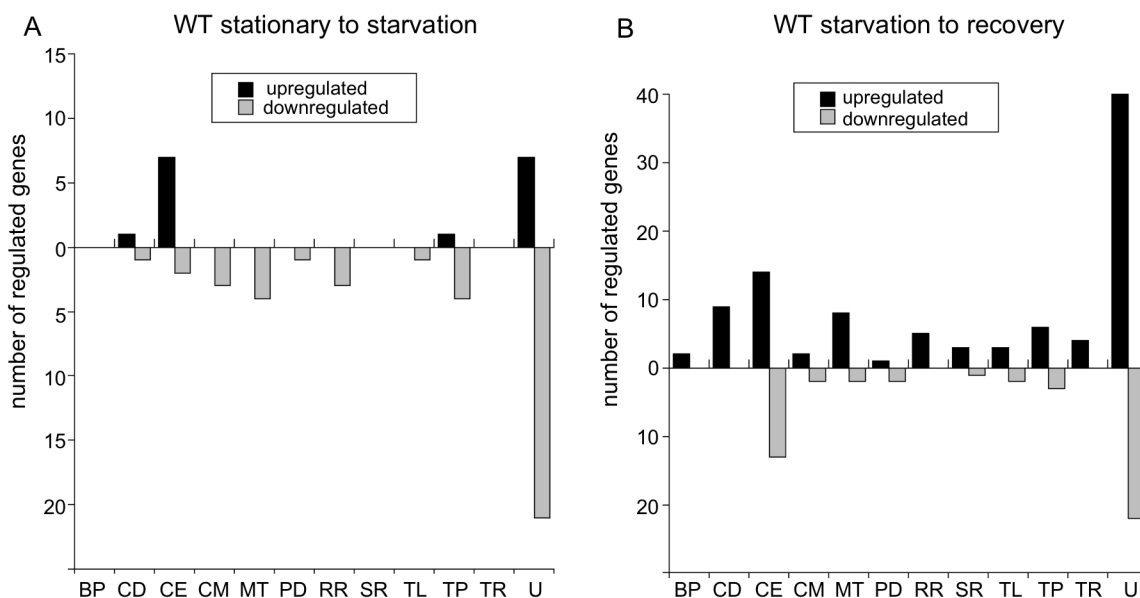 A
WT stationary to starvation
upregulated
downregulated
number of regulated genes
15
10
5
0
5
10
15
20
BP CD CE CM MT PD RR SR TL TP TR U
B
WT starvation to recovery
upregulated
downregulated
number of regulated genes
40
30
20
10
0
10
20
BP CD CE CM MT PD RR SR TL TP TR U